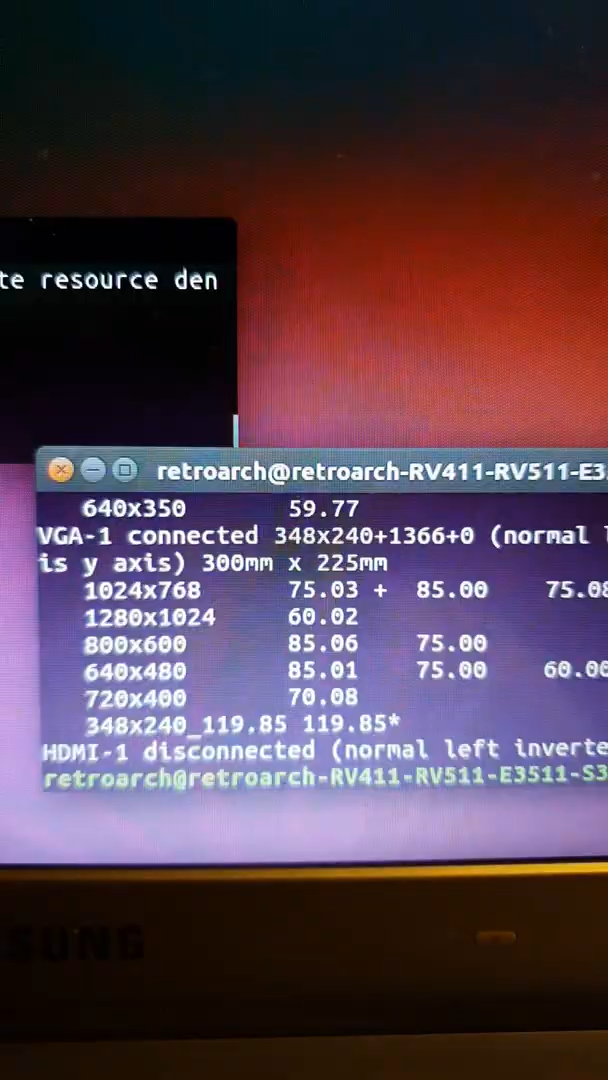 te resource den
retroarch@retroarch-RV411-RV511-E3
640x350 59.77
VGA-1 connected 348x240+1366+0 (normal
is y axis) 300mm x 225mm
1024x768 75.03 + 85.00 75.08
1280x1024 60.02
800x600 85.06 75.00
640x480 85.01 75.00 60.00
720x400 70.08
348x240_119.85 119.85*
HDMI-1 disconnected (normal left inverte
retroarch@retroarch-RV411-RV511-E3511-S3
SUNG